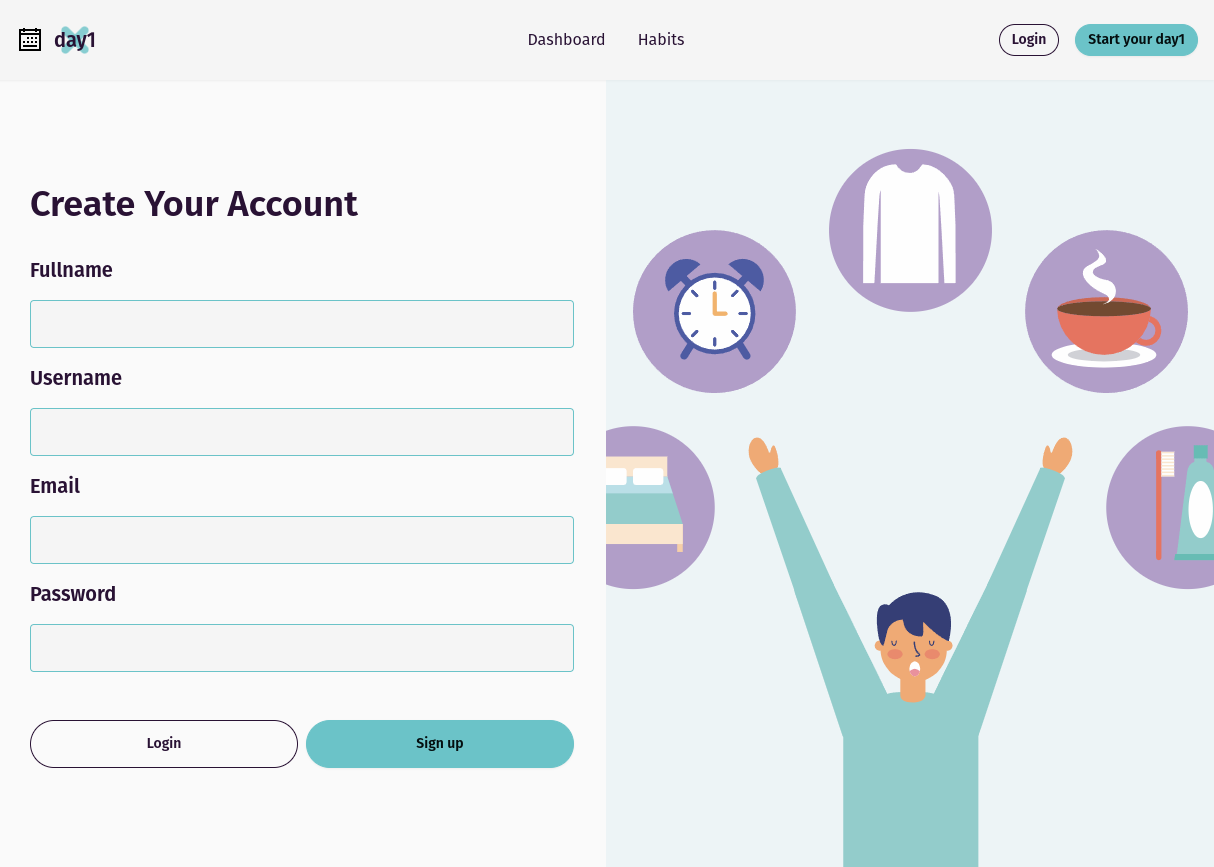 day1
Dashboard
Habits
Login
Start your day1
Create Your Account
Fullname
Username
Email
Password
Login
Sign up